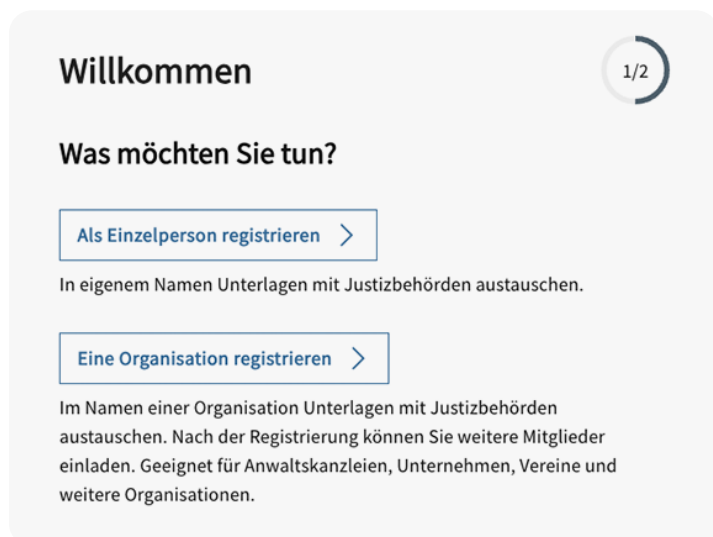 Willkommen
1/2
Was möchten Sie tun?
Als Einzelperson registrieren
In eigenem Namen Unterlagen mit Justizbehörden austauschen.
Eine Organisation registrieren
Im Namen einer Organisation Unterlagen mit Justizbehörden
austauschen. Nach der Registrierung können Sie weitere Mitglieder
einladen. Geeignet für Anwaltskanzleien, Unternehmen, Vereine und
weitere Organisationen.